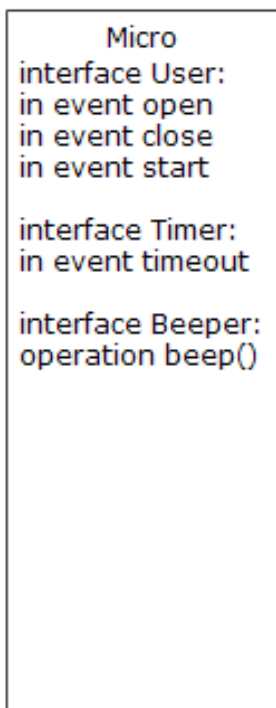 Micro
interface User:
in event open
in event close
in event start
interface Timer:
in event timeout
interface Beeper:
operation beep()